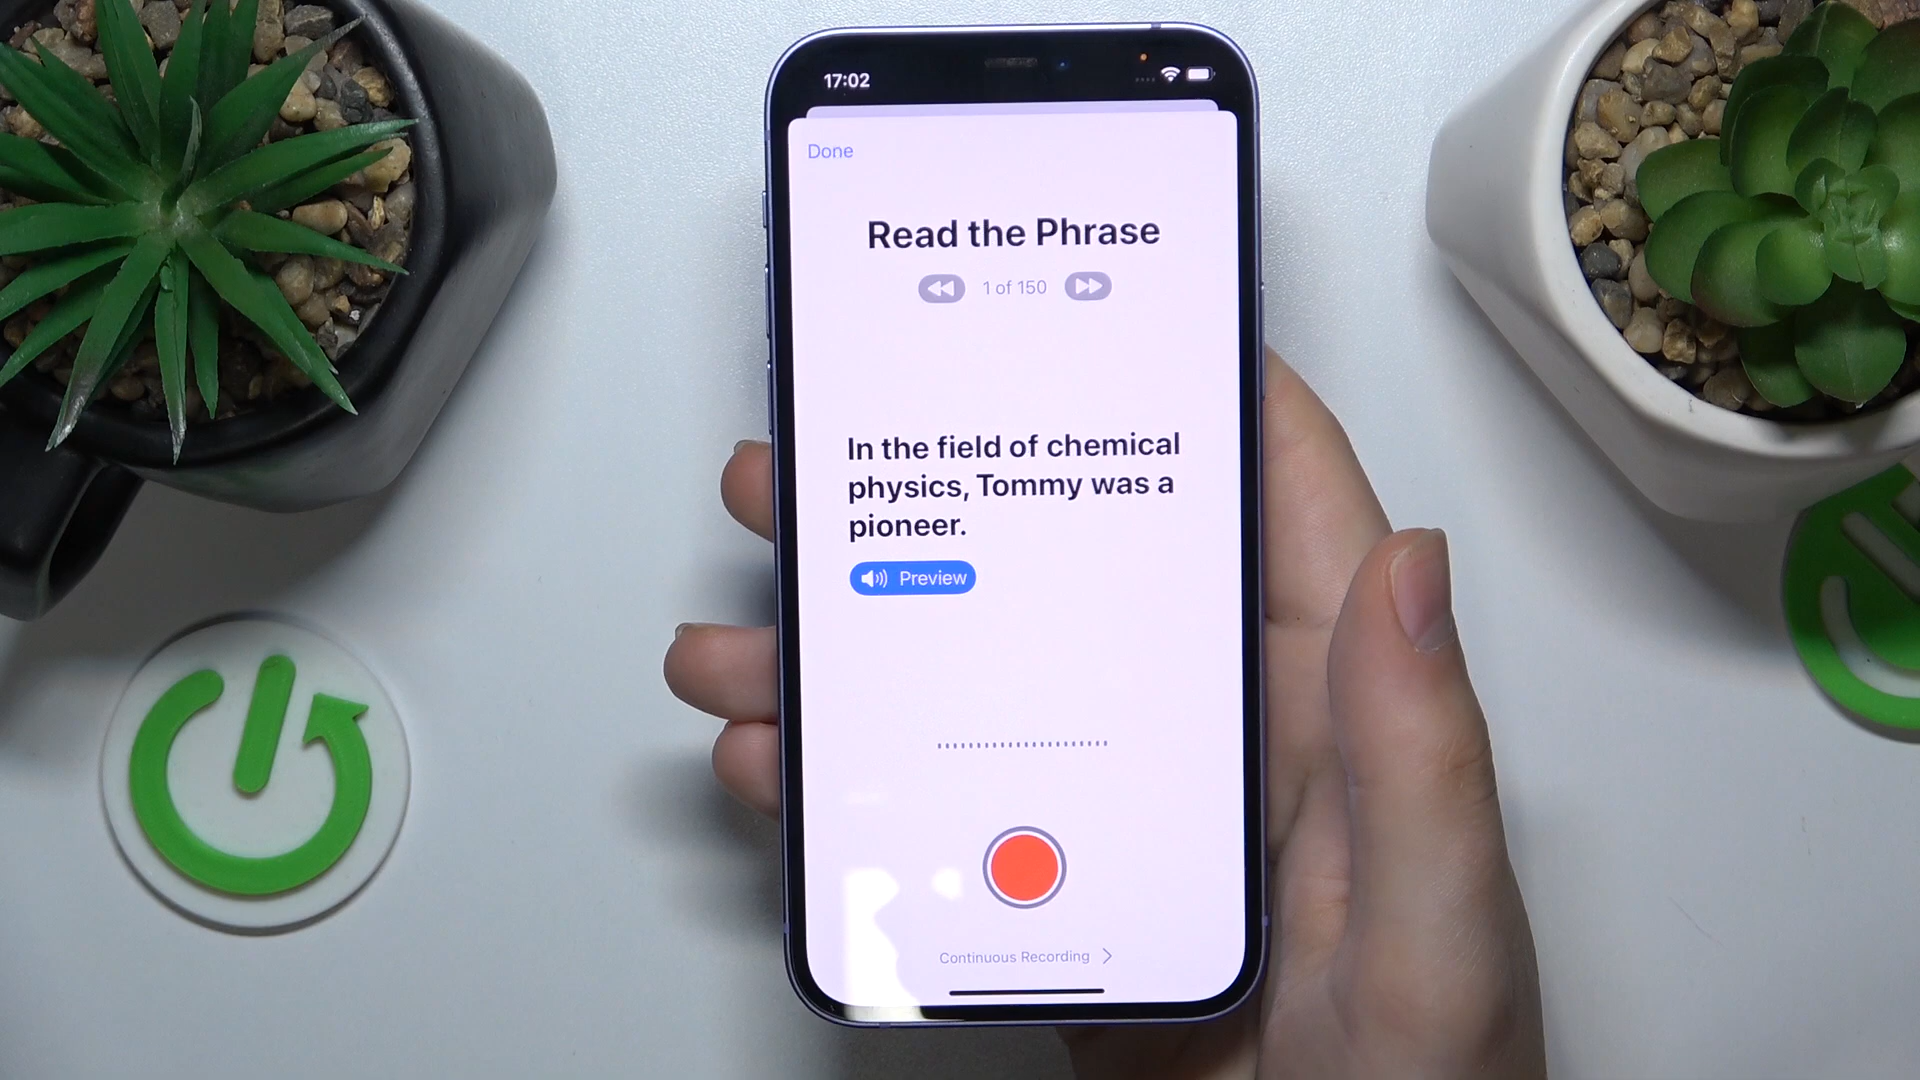 17:02
Done
Read the Phrase
1 of 150
In the field of chemical
physics, Tommy was a
pioneer.
Preview
Continuous Recording